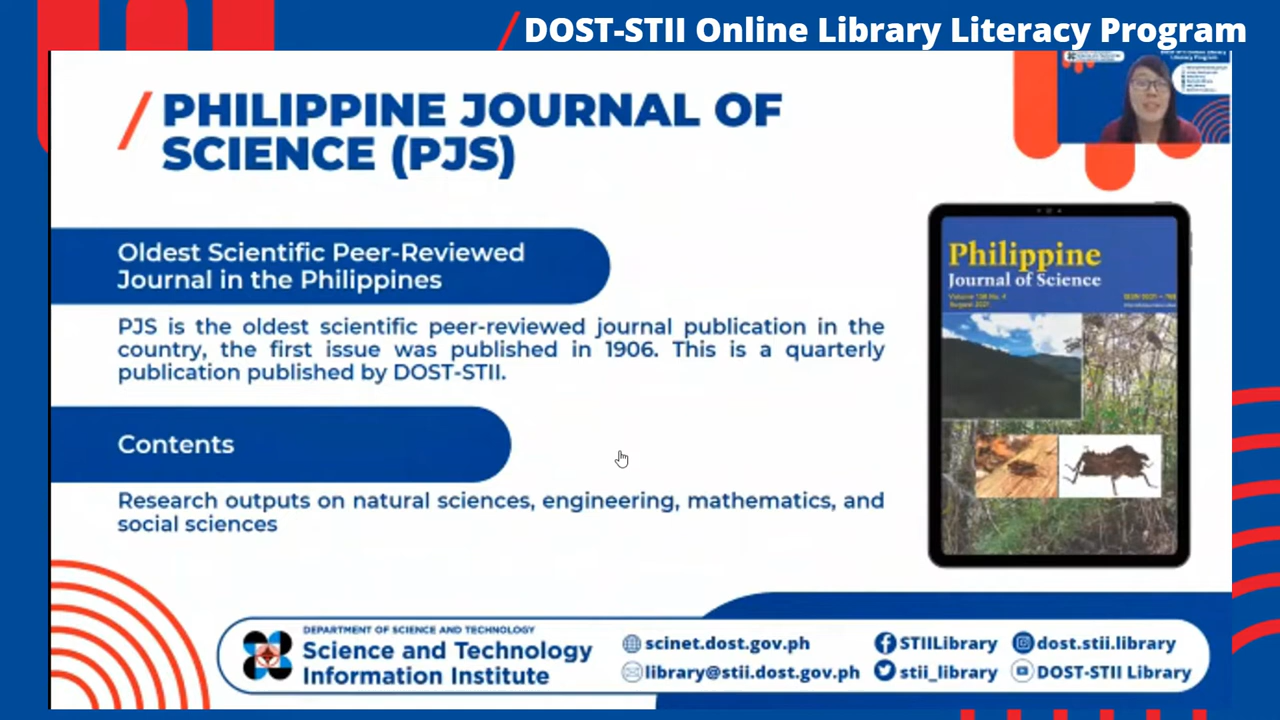 DOST-STII Online Library Literacy Program
PHILIPPINE JOURNAL OF
SCIENCE (PJS)
Oldest Scientific Peer-Reviewed
Journal in the Philippines
PJS is the oldest scientific peer-reviewed journal publication in the
country, the first issue was published in 1906. This is a quarterly
publication published by DOST-STII.
Contents
Research outputs on natural sciences, engineering, mathematics, and
social sciences
Philippine
Journal of Science
August 2021
DEPARTMENT OF SCIENCE AND TECHNOLOGY
Science and Technology
Information Institute
scinet.dost.gov.ph
library@stii.dost.gov.ph
STIILibrary
stii_library
dost.stii.library
DOST-STII Library